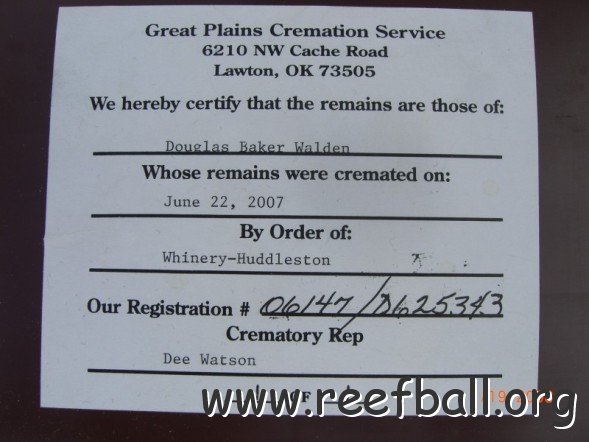 Great Plains Cremation Service
6210 NW Cache Road
Lawton, OK 73505
We hereby certify that the remains are those of:
Douglas Baker Walden
Whose remains were cremated on:
June 22, 2007
By Order of:
Whinery-Huddleston
Our Registration # 06147/
Crematory Rep
Dee Watson
www.reefball.org